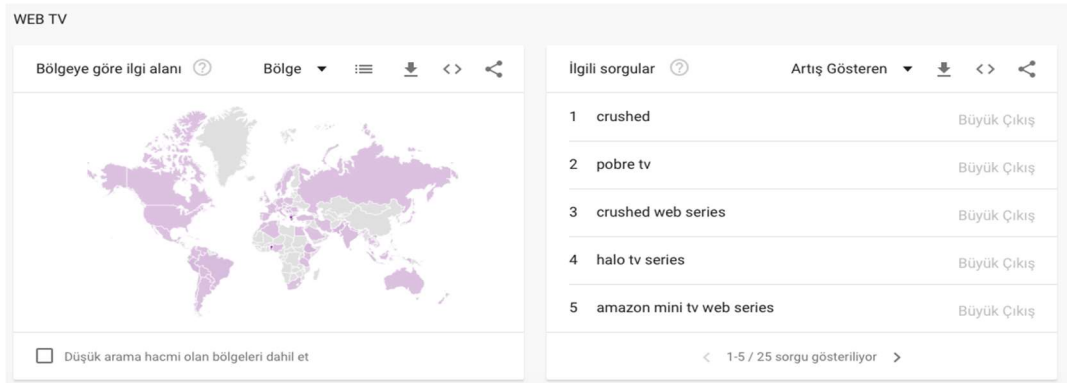 WEB TV
Bölgeye göre ilgi alanı ? Bölge
İlgili sorgular ? Artış Gösteren
1 crushed Büyük Çıkış
2 pobre tv Büyük Çıkış
3 crushed web series Büyük Çıkış
4 halo tv series Büyük Çıkış
5 amazon mini tv web series Büyük Çıkış
Düşük arama hacmi olan bölgeleri dahil et
1-5 / 25 sorgu gösteriliyor